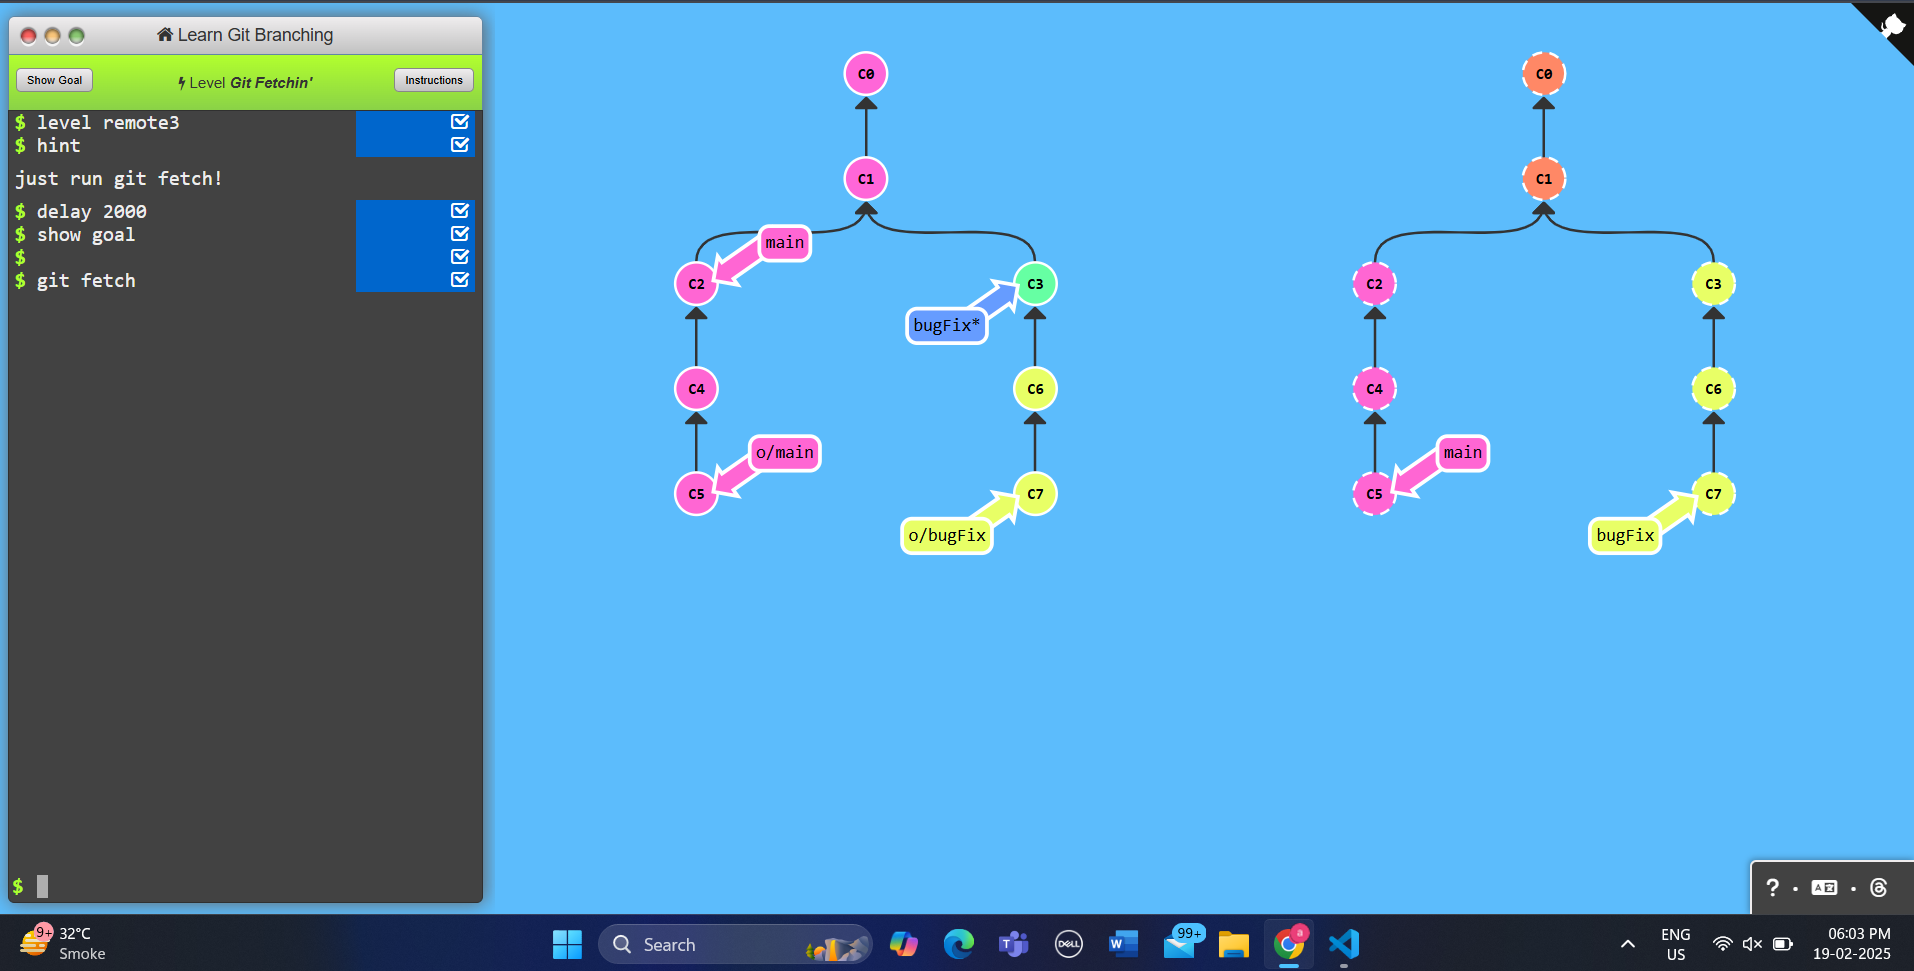 Learn Git Branching
Show Goal
Level Git Fetchin'
Instructions
$ level remote3
$ hint
just run git fetch!
$ delay 2000
$ show goal
$
$ git fetch
$
C0
C1
main
C2
C3
bugFix*
C4
C6
o/main
C5
C7
o/bugFix
C0
C1
C2
C3
C4
C6
main
C5
C7
bugFix
?
9+
32°C
Smoke
Search
T
DELL
W
99+
a
ENG
US
06:03 PM
19-02-2025